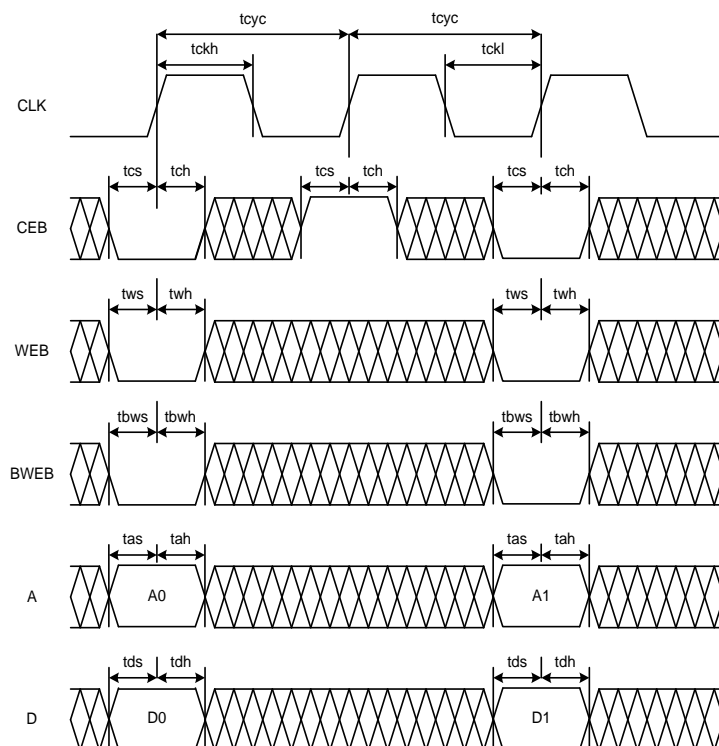 tcyc tcyc
tckh tckl
CLK
tcs tch tcs tch tcs tch
CEB
tws twh tws twh
WEB
tbws tbwh tbws tbwh
BWEB
tas tah tas tah
A A0 A1
tds tdh tds tdh
D D0 D1